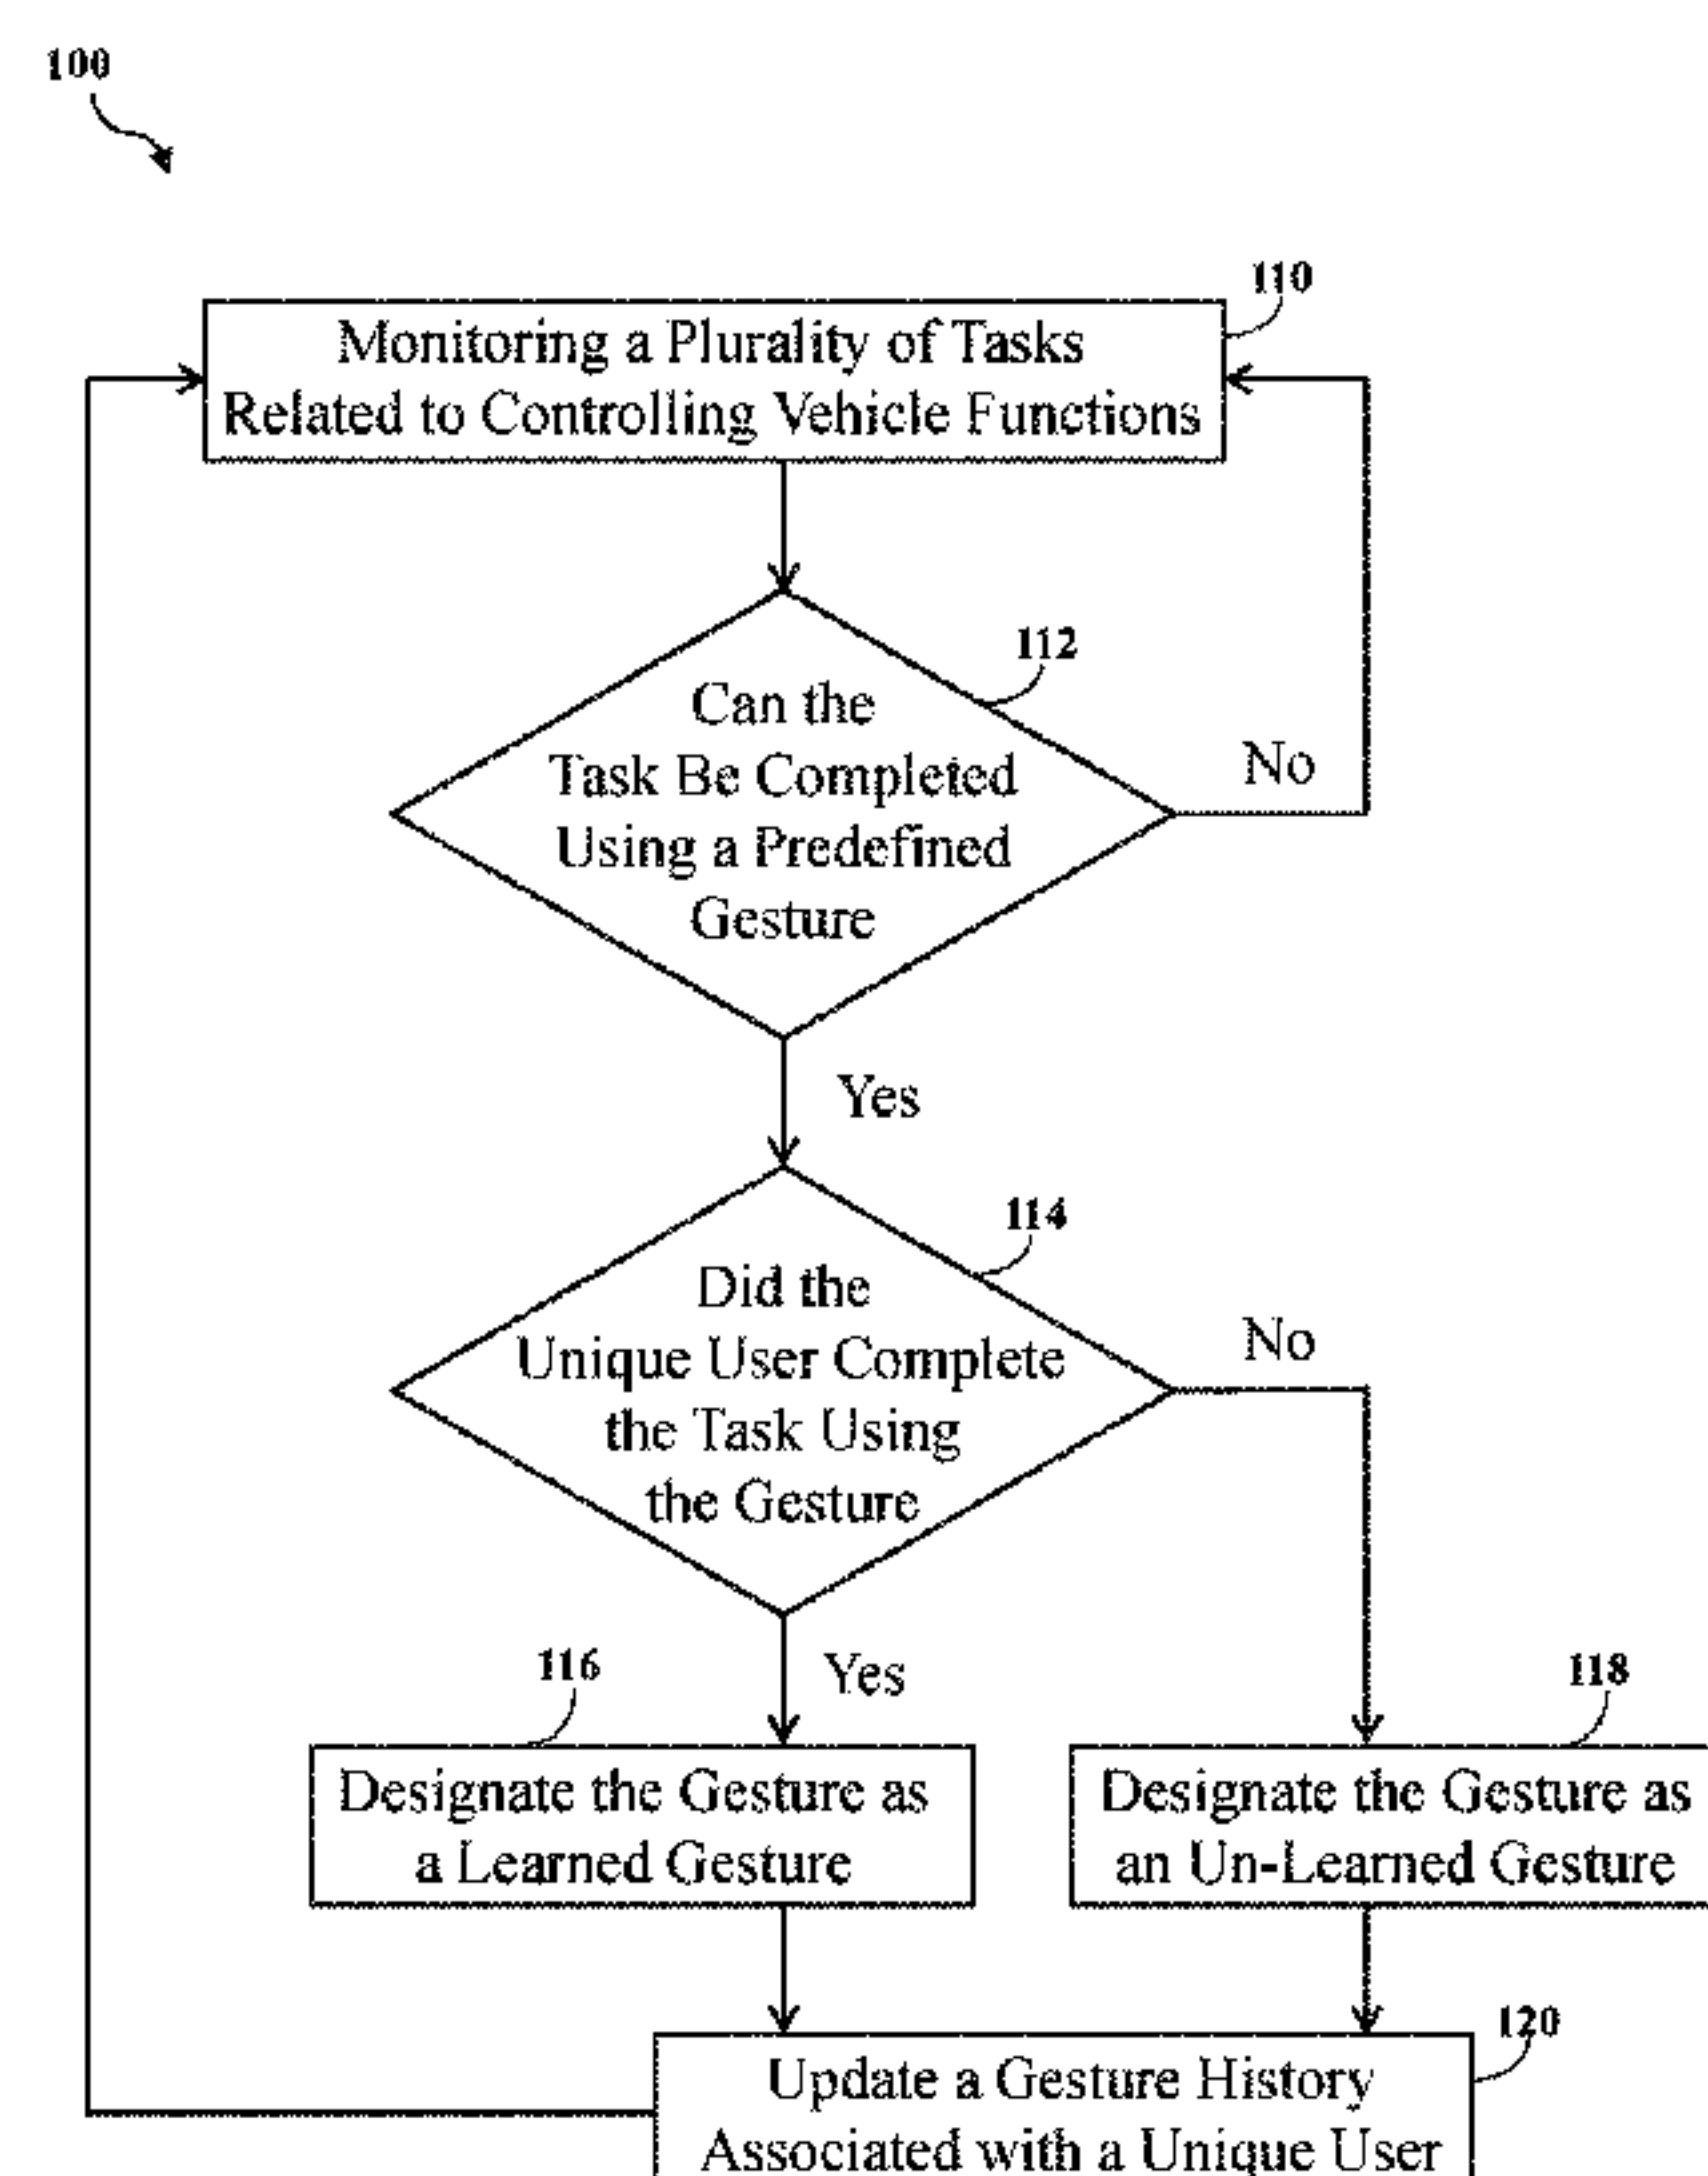 100
110
Monitoring a Plurality of Tasks
Related to Controlling Vehicle Functions
112
Can the
Task Be Completed
Using a Predefined
Gesture
No
Yes
114
Did the
Unique User Complete
the Task Using
the Gesture
No
Yes
116
Designate the Gesture as
a Learned Gesture
118
Designate the Gesture as
an Un-Learned Gesture
120
Update a Gesture History
Associated with a Unique User